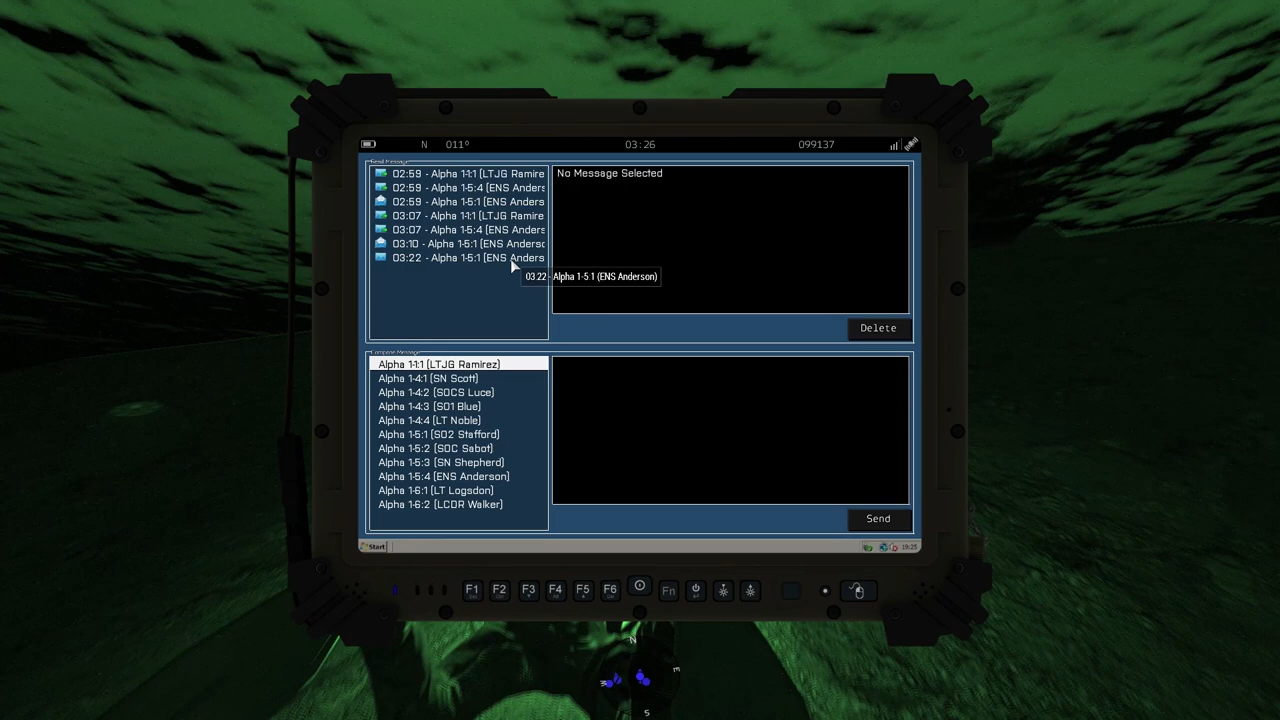 N 011° 03:26 099137
Read Message
02:59 - Alpha 1-1:1 (LTJG Ramire
02:59 - Alpha 1-5:4 (ENS Anders
02:59 - Alpha 1-5:1 (ENS Anders
03:07 - Alpha 1-1:1 (LTJG Ramire
03:07 - Alpha 1-5:4 (ENS Anders
03:10 - Alpha 1-5:1 (ENS Anderso
03:22 - Alpha 1-5:1 (ENS Anders
No Message Selected
03:22 - Alpha 1-5:1 (ENS Anderson)
Delete
Compose Message
Alpha 1-1:1 (LTJG Ramirez)
Alpha 1-4:1 (SN Scott)
Alpha 1-4:2 (SOCS Luce)
Alpha 1-4:3 (SO1 Blue)
Alpha 1-4:4 (LT Noble)
Alpha 1-5:1 (SO2 Stafford)
Alpha 1-5:2 (SOC Sabot)
Alpha 1-5:3 (SN Shepherd)
Alpha 1-5:4 (ENS Anderson)
Alpha 1-6:1 (LT Logsdon)
Alpha 1-6:2 (LCDR Walker)
Send
Start 19:25
F1 F2 F3 F4 F5 F6 Fn
N
E
W
S